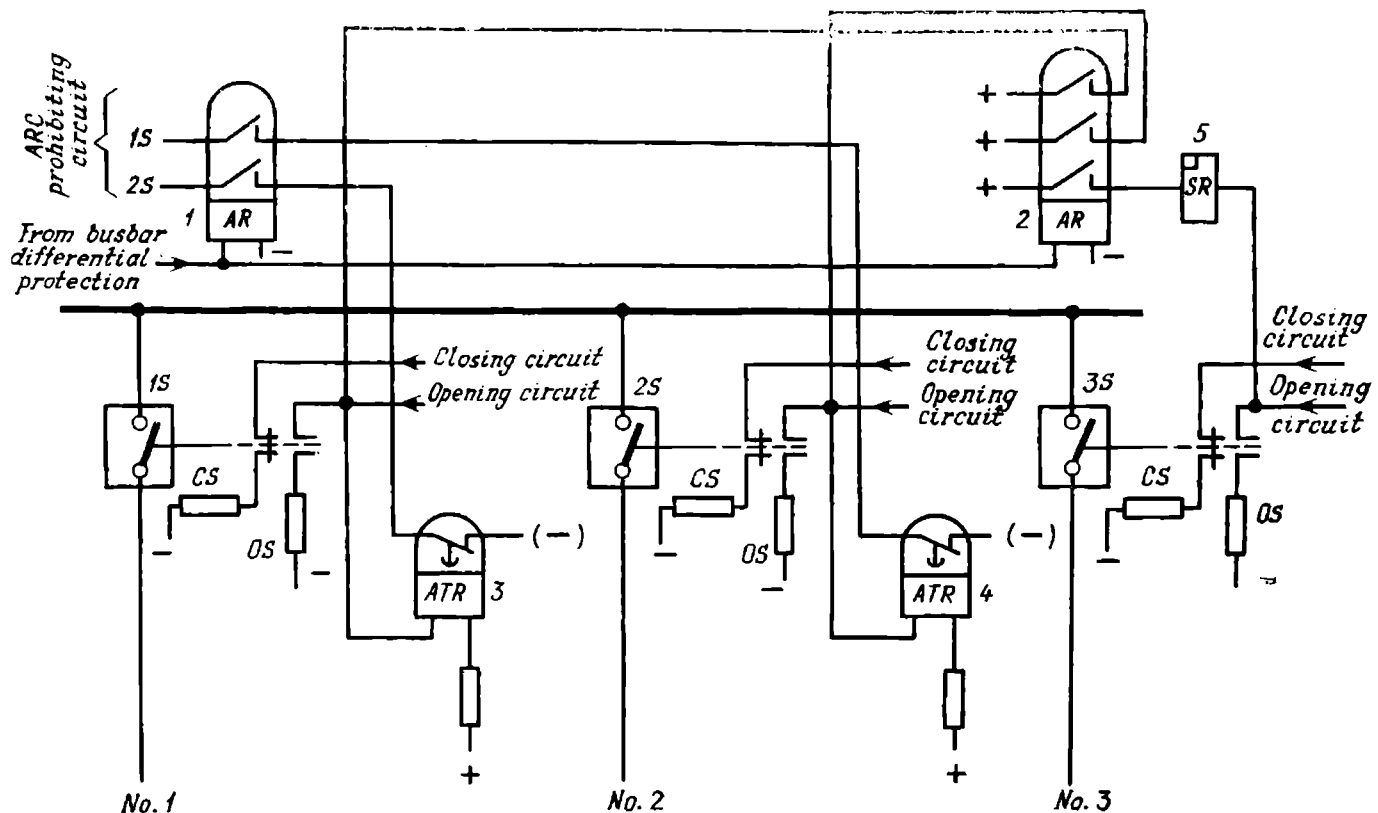 ARC
prohibiting
circuit
1S
2S
1 AR
From busbar
differential
protection
−
+
+
+
2 AR
−
5
SR
1S
Closing circuit
Opening circuit
CS
−
OS
−
ATR 3
(−)
+
2S
Closing
circuit
Opening
circuit
CS
−
OS
−
ATR 4
(−)
+
3S
Closing
circuit
Opening
circuit
CS
−
OS
−
No. 1
No. 2
No. 3